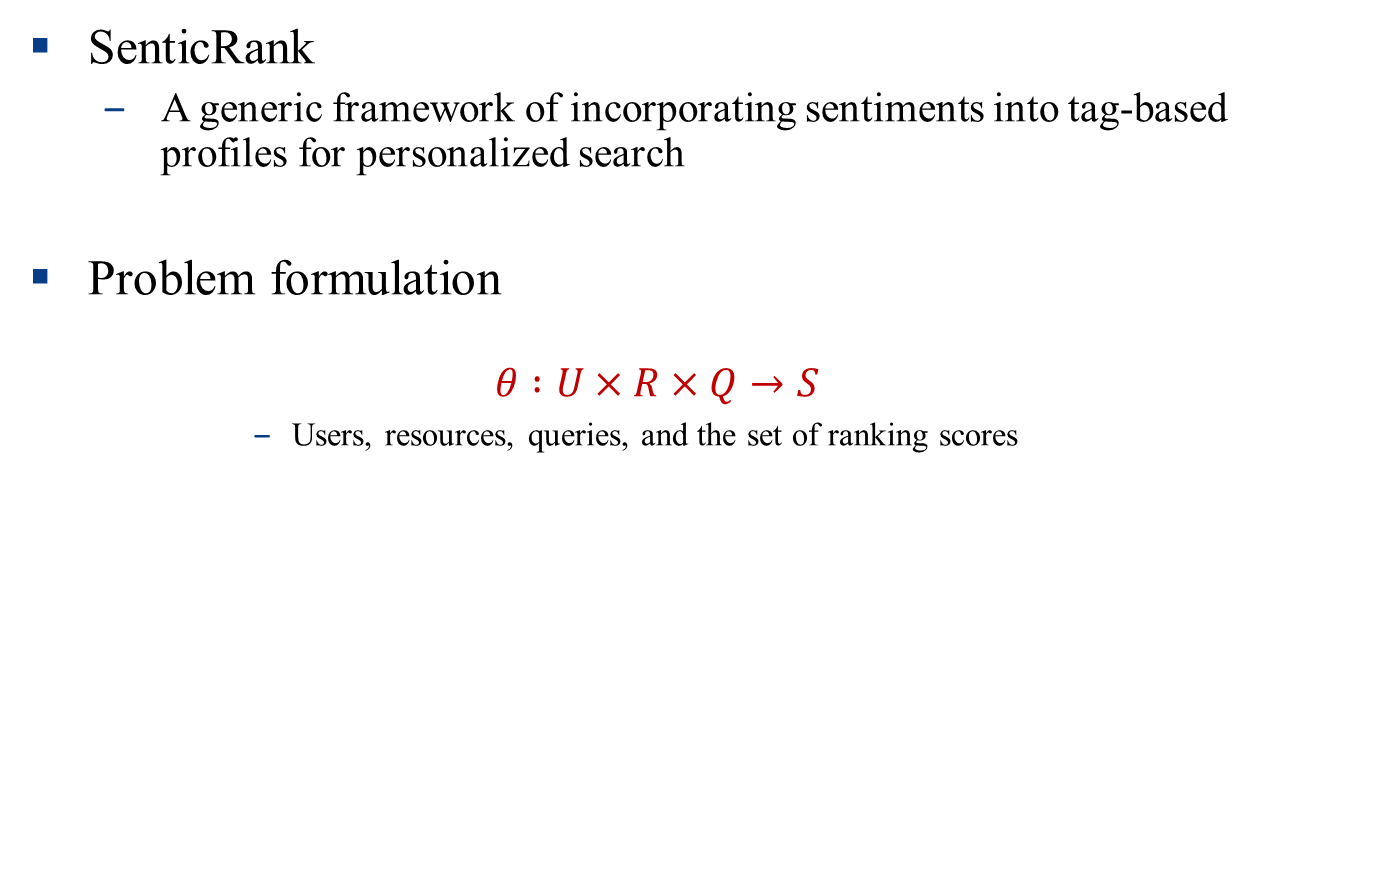 ▪ SenticRank
– A generic framework of incorporating sentiments into tag-based
profiles for personalized search
▪ Problem formulation
θ : U × R × Q → S
– Users, resources, queries, and the set of ranking scores